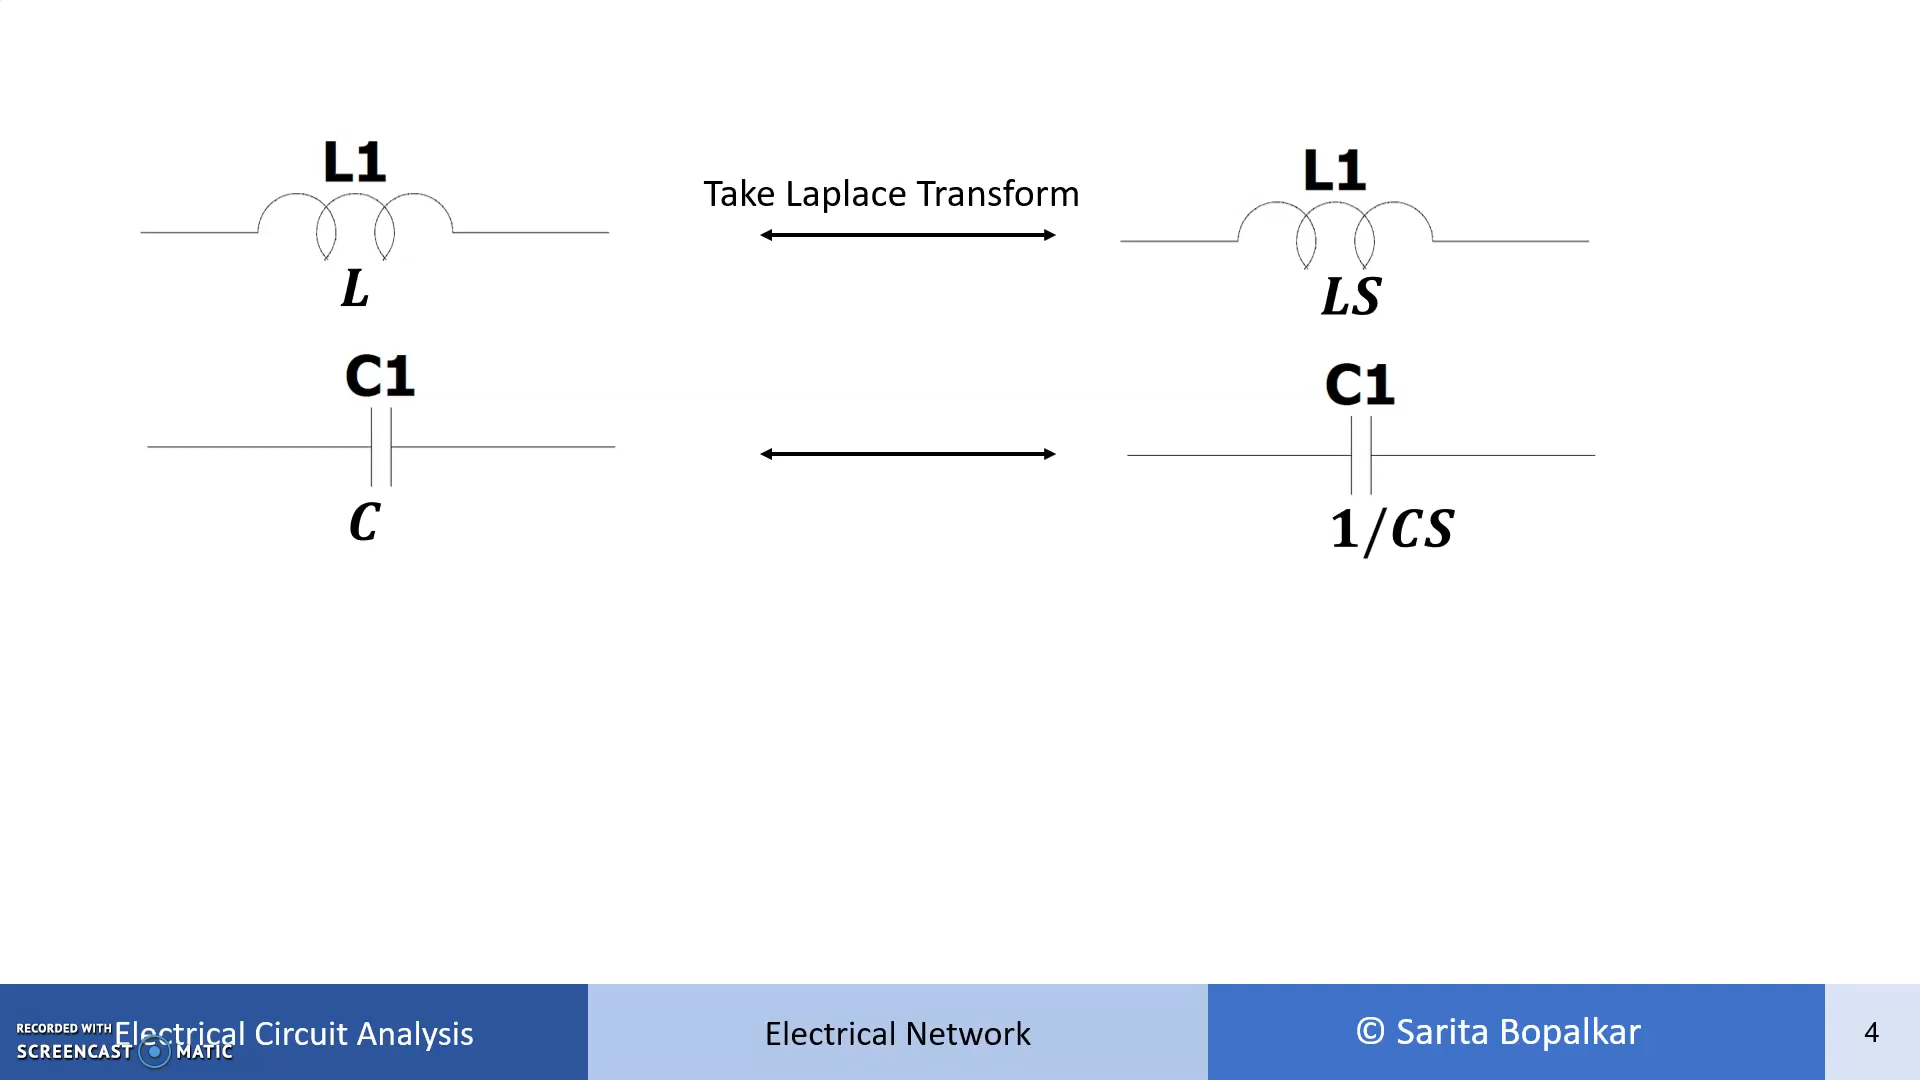 L1
Take Laplace Transform
L1
L
LS
C1
C1
C
1/CS
Electrical Circuit Analysis
RECORDED WITH
SCREENCAST MATIC
Electrical Network
© Sarita Bopalkar
4